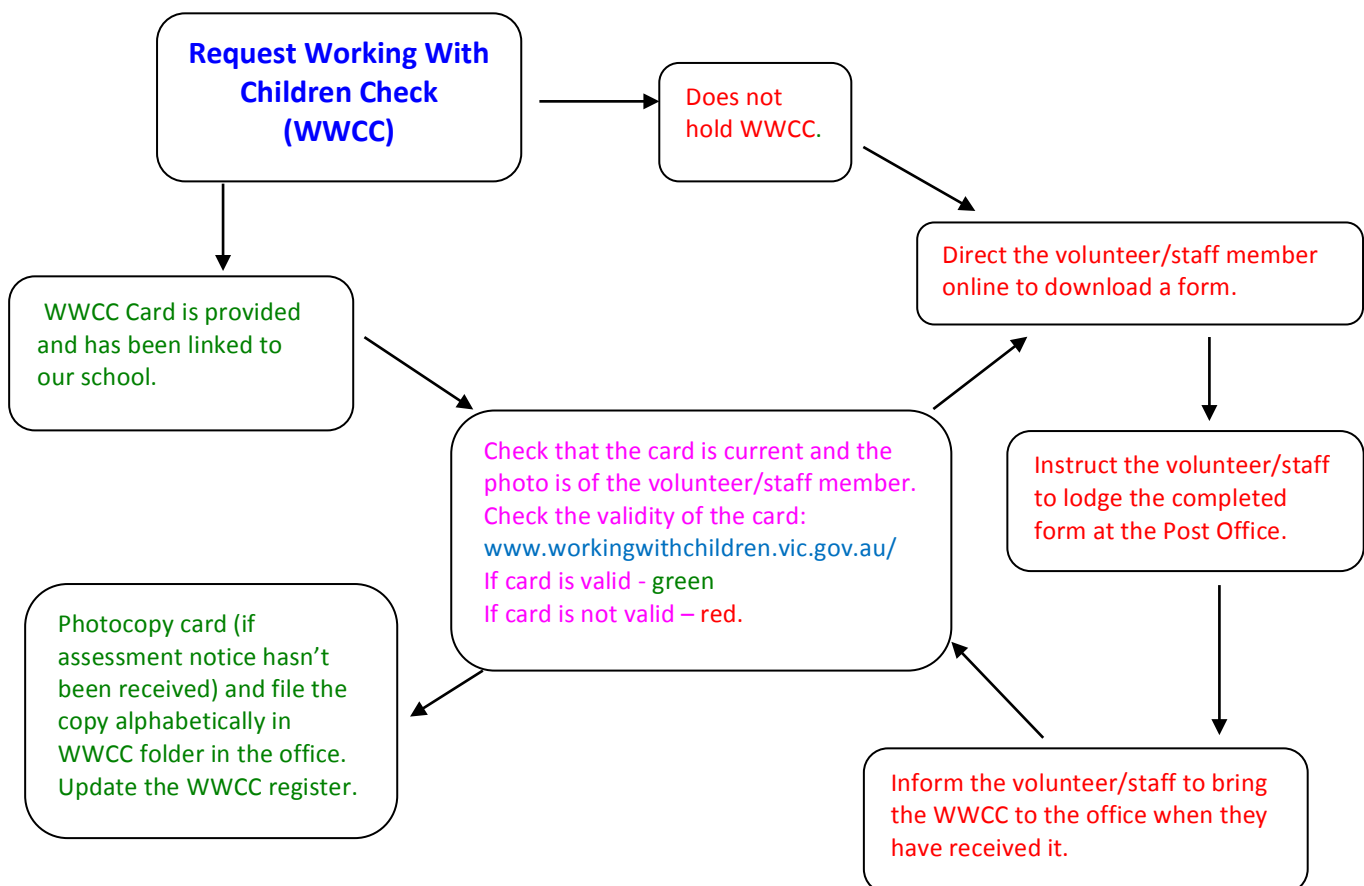 Request Working With
Children Check
(WWCC)
Does not
hold WWCC.
Direct the volunteer/staff member
online to download a form.
WWCC Card is provided
and has been linked to
our school.
Check that the card is current and the
photo is of the volunteer/staff member.
Check the validity of the card:
www.workingwithchildren.vic.gov.au/
If card is valid - green
If card is not valid – red.
Instruct the volunteer/staff
to lodge the completed
form at the Post Office.
Photocopy card (if
assessment notice hasn’t
been received) and file the
copy alphabetically in
WWCC folder in the office.
Update the WWCC register.
Inform the volunteer/staff to bring
the WWCC to the office when they
have received it.